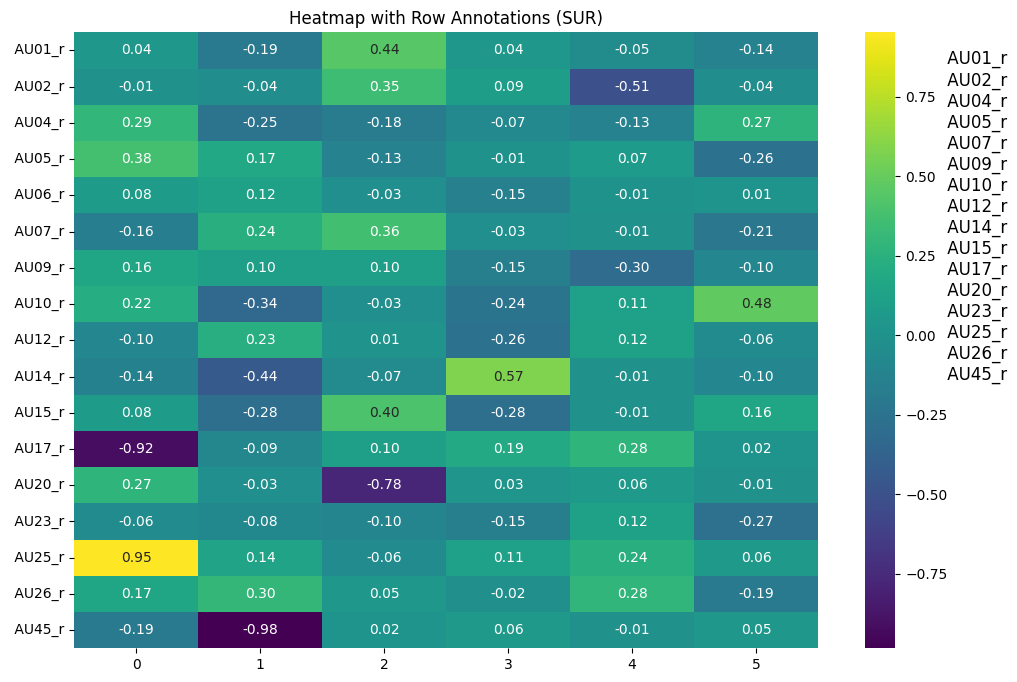 Heatmap with Row Annotations (SUR)
AU01_r 0.04 -0.19 0.44 0.04 -0.05 -0.14
AU02_r -0.01 -0.04 0.35 0.09 -0.51 -0.04
AU04_r 0.29 -0.25 -0.18 -0.07 -0.13 0.27
AU05_r 0.38 0.17 -0.13 -0.01 0.07 -0.26
AU06_r 0.08 0.12 -0.03 -0.15 -0.01 0.01
AU07_r -0.16 0.24 0.36 -0.03 -0.01 -0.21
AU09_r 0.16 0.10 0.10 -0.15 -0.30 -0.10
AU10_r 0.22 -0.34 -0.03 -0.24 0.11 0.48
AU12_r -0.10 0.23 0.01 -0.26 0.12 -0.06
AU14_r -0.14 -0.44 -0.07 0.57 -0.01 -0.10
AU15_r 0.08 -0.28 0.40 -0.28 -0.01 0.16
AU17_r -0.92 -0.09 0.10 0.19 0.28 0.02
AU20_r 0.27 -0.03 -0.78 0.03 0.06 -0.01
AU23_r -0.06 -0.08 -0.10 -0.15 0.12 -0.27
AU25_r 0.95 0.14 -0.06 0.11 0.24 0.06
AU26_r 0.17 0.30 0.05 -0.02 0.28 -0.19
AU45_r -0.19 -0.98 0.02 0.06 -0.01 0.05
0 1 2 3 4 5
0.75
0.50
0.25
0.00
−0.25
−0.50
−0.75
AU01_r
AU02_r
AU04_r
AU05_r
AU07_r
AU09_r
AU10_r
AU12_r
AU14_r
AU15_r
AU17_r
AU20_r
AU23_r
AU25_r
AU26_r
AU45_r